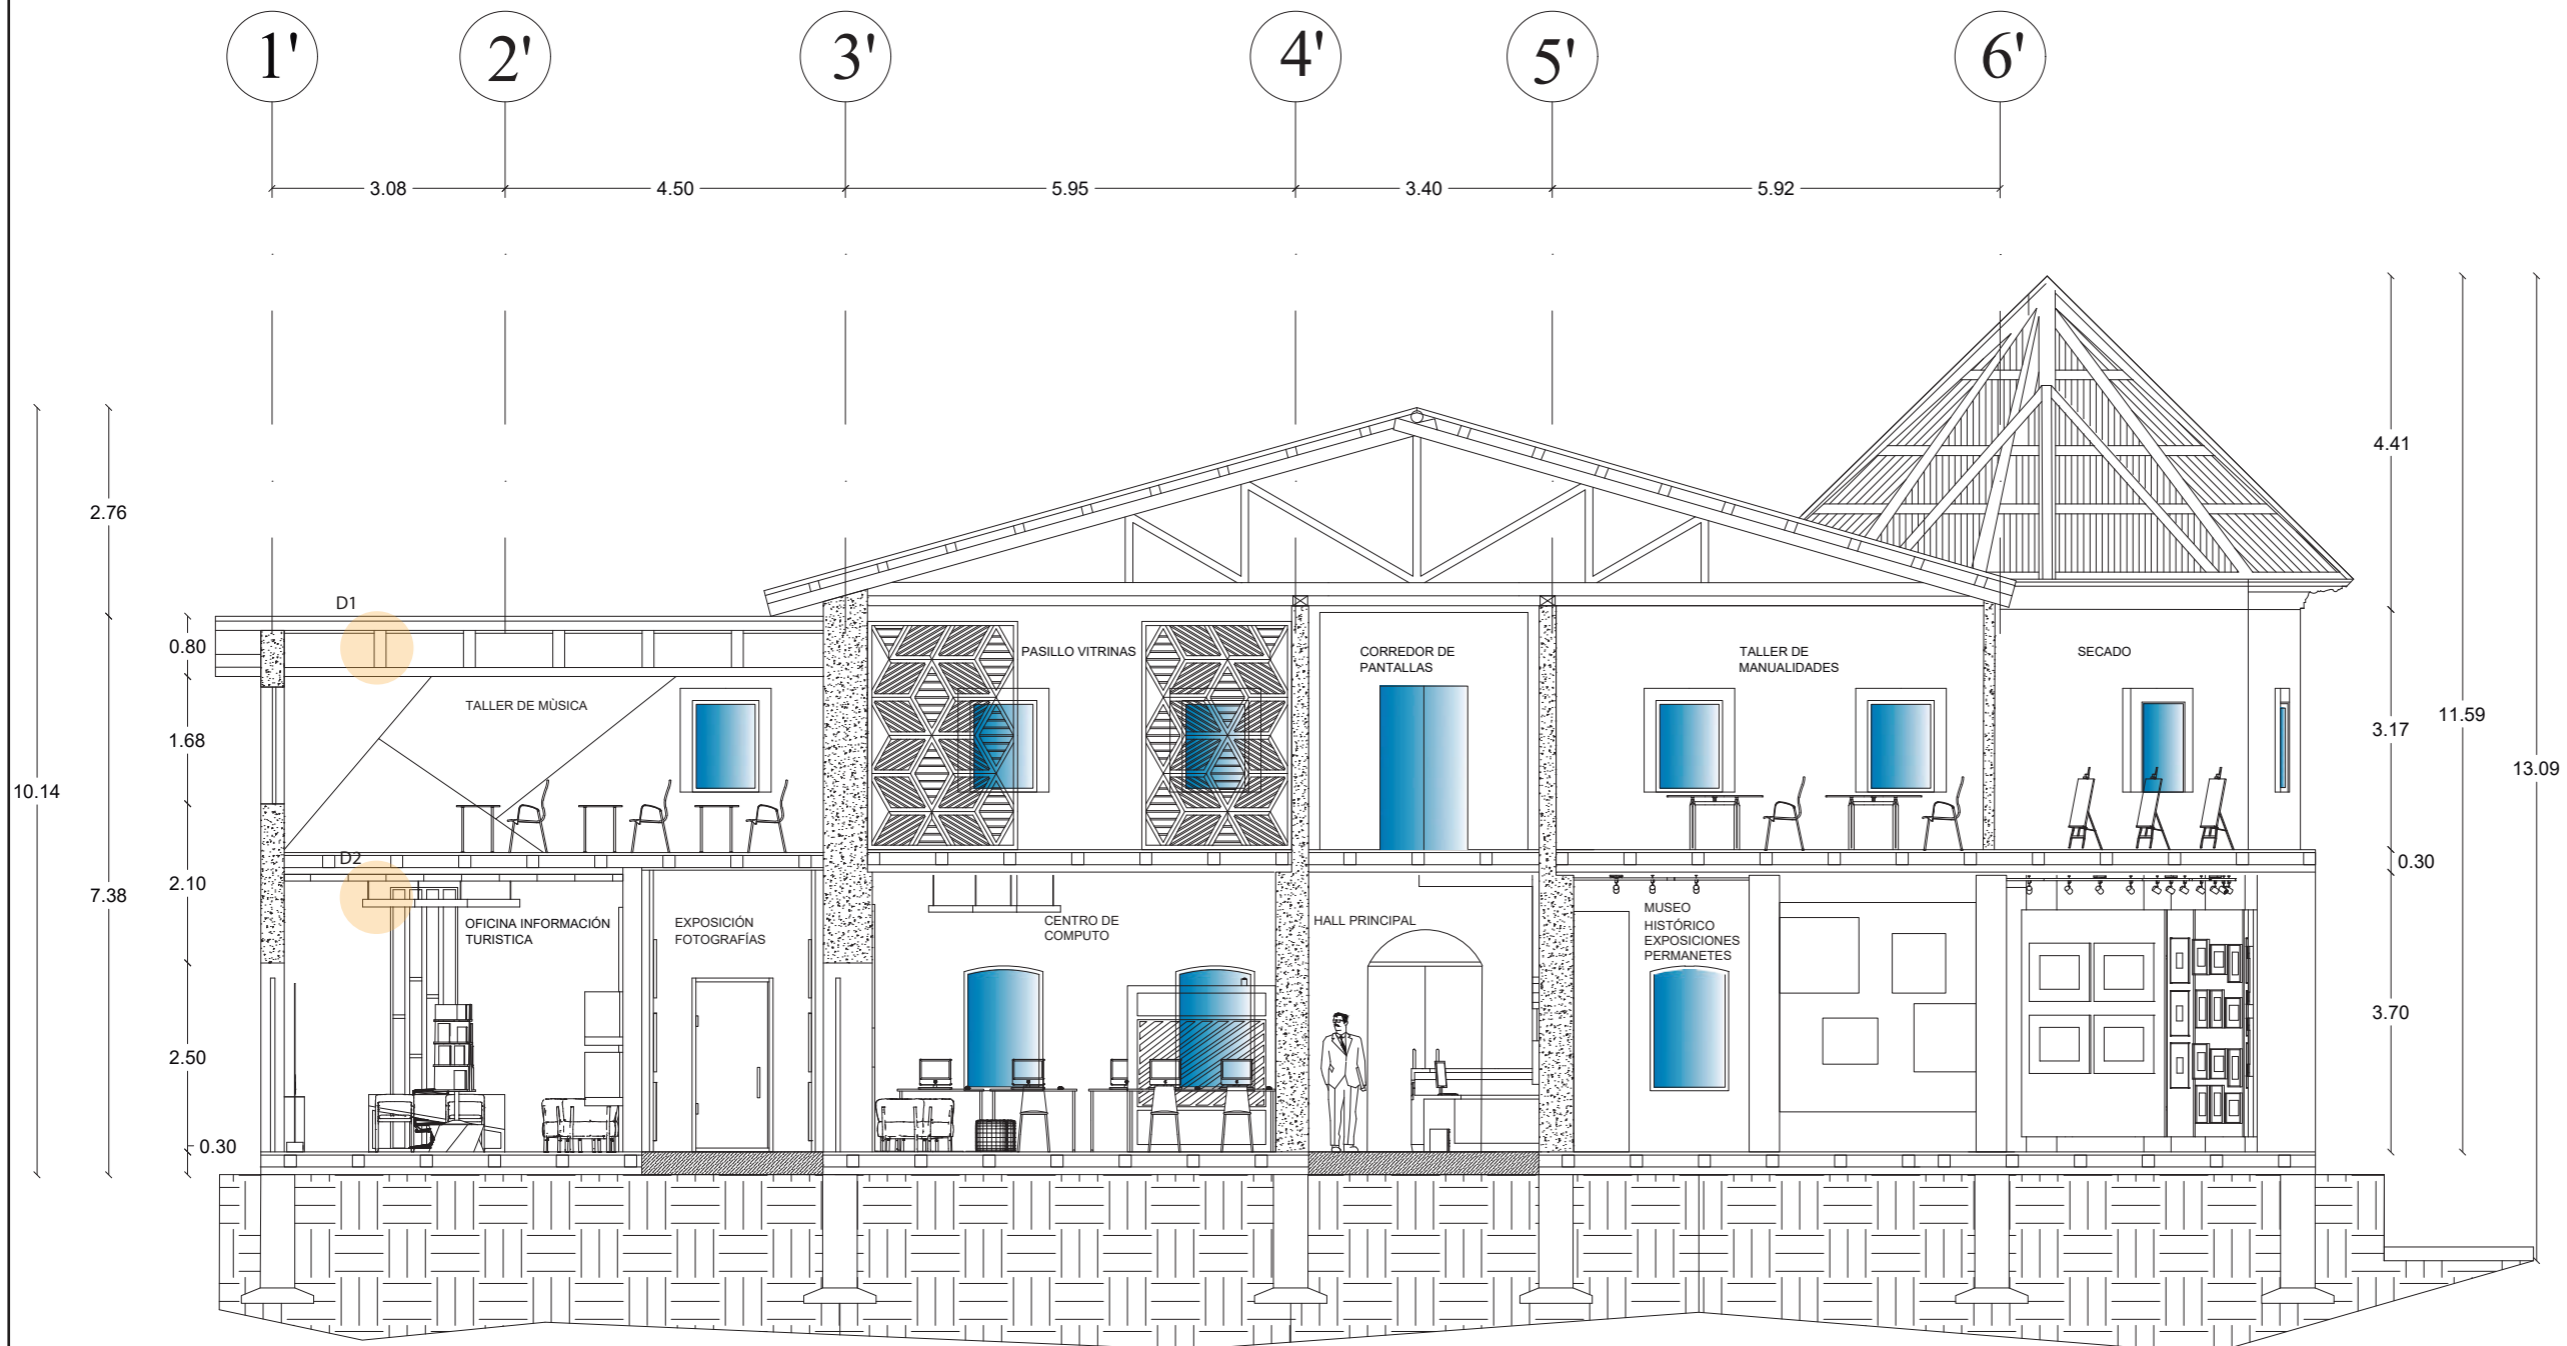 1' 2' 3' 4' 5' 6'
3.08 4.50 5.95 3.40 5.92
10.14
2.76
7.38
0.80
1.68
2.10
2.50
0.30
D1
D2
TALLER DE MÙSICA
PASILLO VITRINAS
CORREDOR DE
PANTALLAS
TALLER DE
MANUALIDADES
SECADO
OFICINA INFORMACIÓN
TURISTICA
EXPOSICIÓN
FOTOGRAFÍAS
CENTRO DE
COMPUTO
HALL PRINCIPAL
MUSEO
HISTÓRICO
EXPOSICIONES
PERMANETES
4.41
3.17
0.30
3.70
11.59
13.09